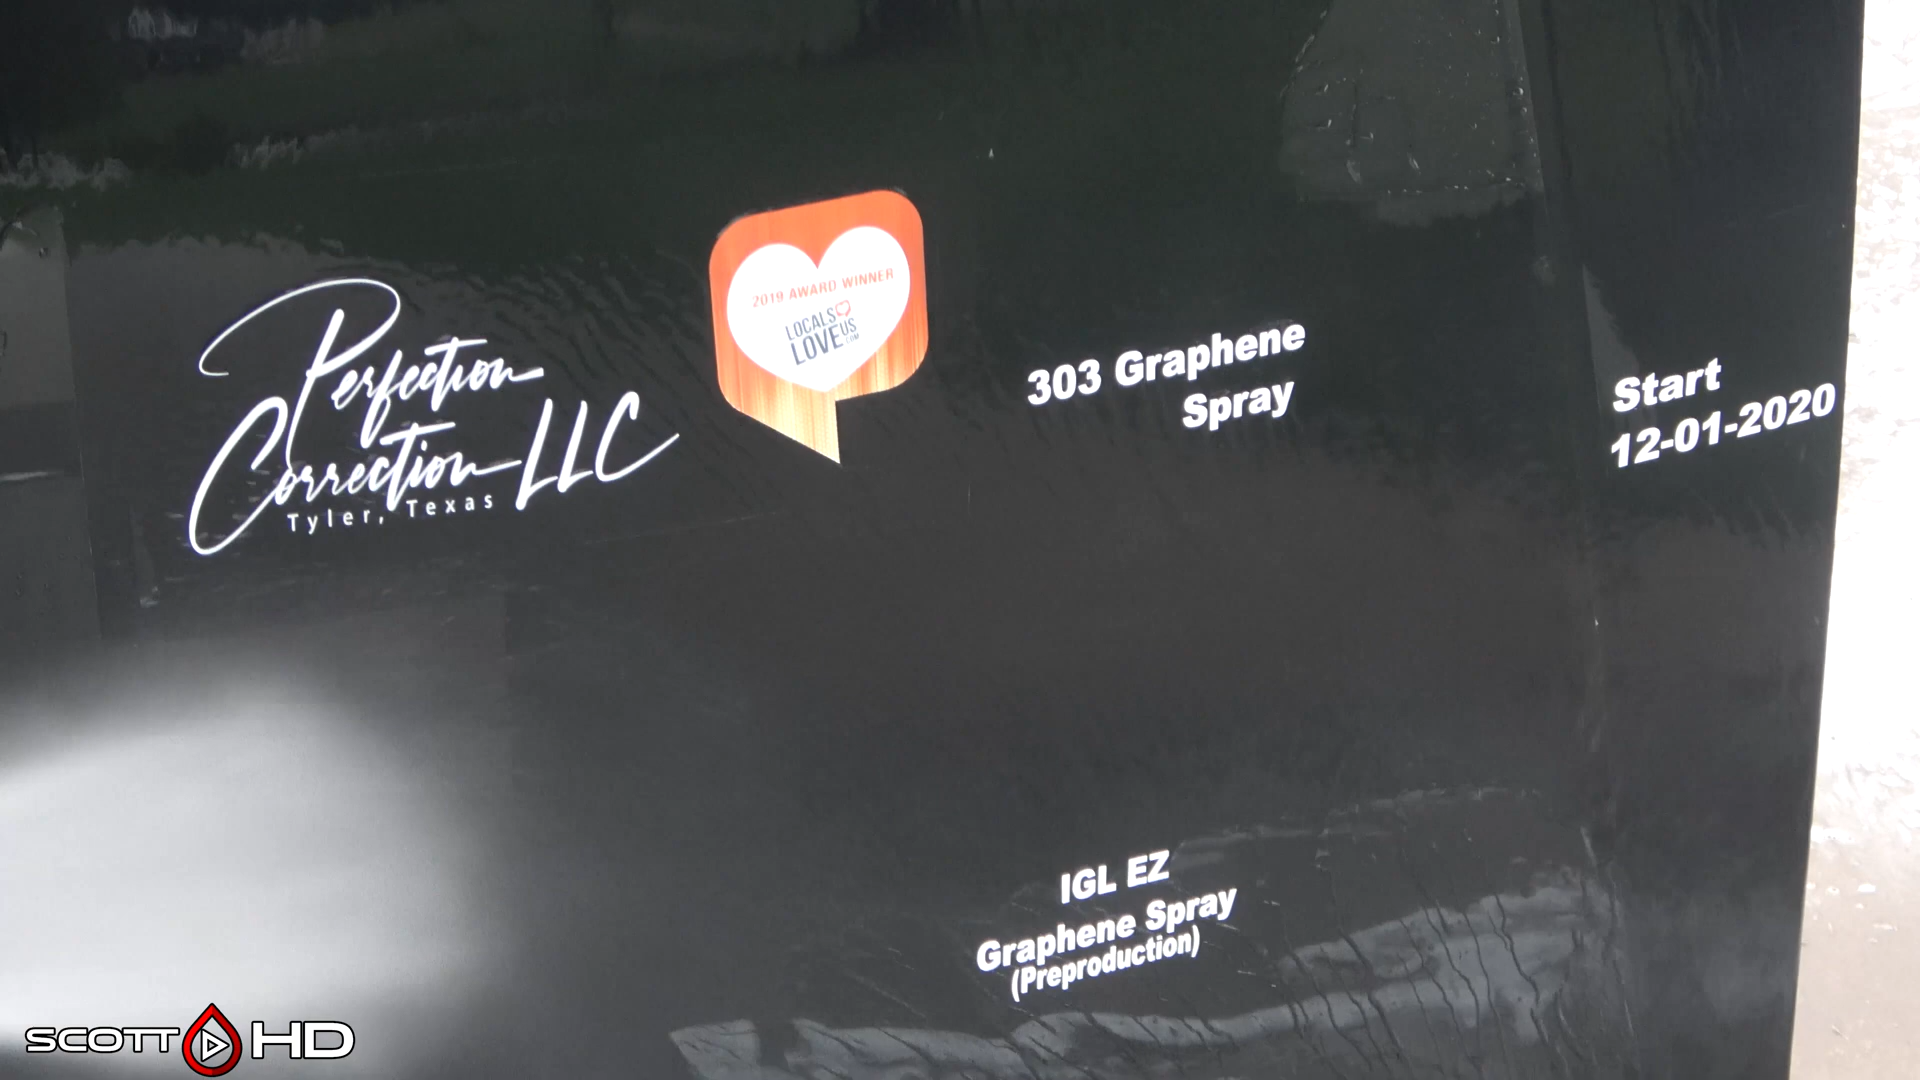 Perfection
Correction LLC
Tyler, Texas
2019 AWARD WINNER
LOCALS
LOVE US
.COM
303 Graphene
Spray
Start
12-01-2020
IGL EZ
Graphene Spray
(Preproduction)
SCOTT HD